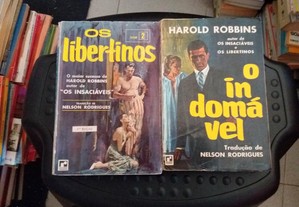 OS
libertinos
O maior sucesso de
HAROLD ROBBINS
autor de
"OS INSACIÁVEIS"
tradução de
NELSON RODRIGUES
HAROLD ROBBINS
autor de
OS INSACIÁVEIS
e
OS LIBERTINOS
o
in
domá
vel
Tradução de
NELSON RODRIGUES